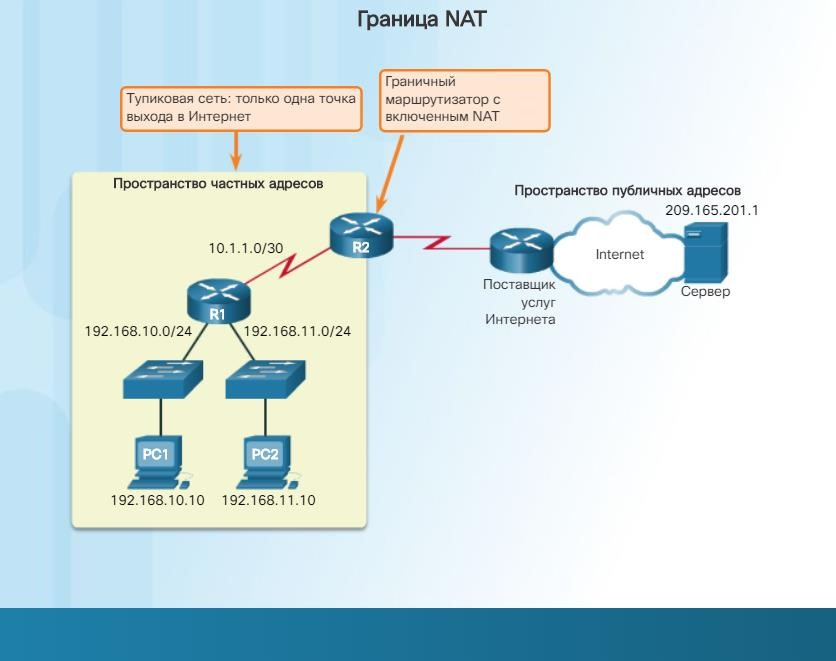 Граница NAT
Тупиковая сеть: только одна точка
выхода в Интернет
Граничный
маршрутизатор с
включенным NAT
Пространство частных адресов
Пространство публичных адресов
209.165.201.1
R2
10.1.1.0/30
Internet
Поставщик
услуг
Интернета
Сервер
R1
192.168.10.0/24
192.168.11.0/24
PC1
PC2
192.168.10.10
192.168.11.10